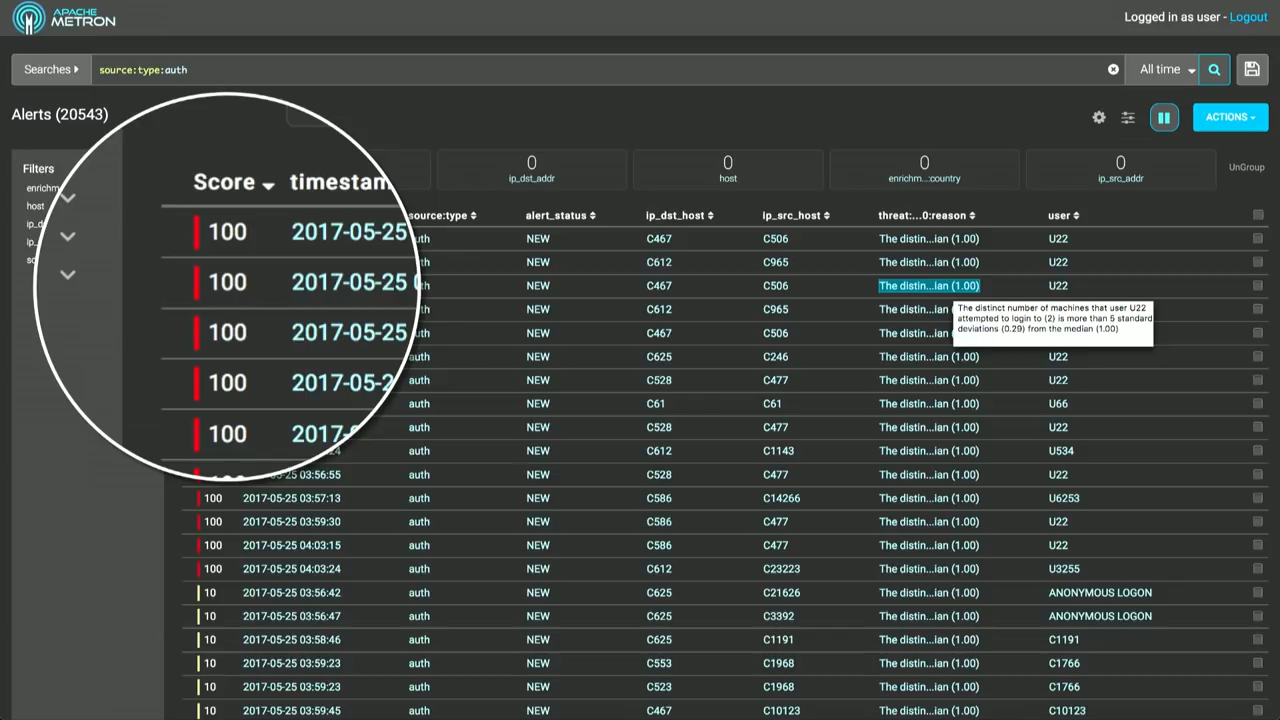 APACHE
METRON
Logged in as user - Logout
Searches
source:type:auth
All time
Alerts (20543)
ACTIONS
Filters
enrichm
host
0
ip_dst_addr
0
host
0
enrichm...:country
0
ip_src_addr
UnGroup
Score timestam source:type alert_status ip_dst_host ip_src_host threat:...0:reason user
100 2017-05-25 auth NEW C467 C506 The distin...ian (1.00) U22
NEW C612 C965 The distin...ian (1.00) U22
100 2017-05-25 auth NEW C467 C506 The distin...ian (1.00) U22
NEW C612 C965
The distinct number of machines that user U22
attempted to login to (2) is more than 5 standard
deviations (0.29) from the median (1.00)
100 2017-05-25 auth NEW C467 C506
auth NEW C625 C246 The distin...ian (1.00) U22
100 2017-05-2 auth NEW C528 C477 The distin...ian (1.00) U22
auth NEW C61 C61 The distin...ian (1.00) U66
100 2017- auth NEW C528 C477 The distin...ian (1.00) U22
auth NEW C612 C1143 The distin...ian (1.00) U534
03:56:55 auth NEW C528 C477 The distin...ian (1.00) U22
100 2017-05-25 03:57:13 auth NEW C586 C14266 The distin...ian (1.00) U6253
100 2017-05-25 03:59:30 auth NEW C586 C477 The distin...ian (1.00) U22
100 2017-05-25 04:03:15 auth NEW C586 C477 The distin...ian (1.00) U22
100 2017-05-25 04:03:24 auth NEW C612 C23223 The distin...ian (1.00) U3255
10 2017-05-25 03:56:42 auth NEW C625 C21626 The distin...ian (1.00) ANONYMOUS LOGON
10 2017-05-25 03:56:47 auth NEW C625 C3392 The distin...ian (1.00) ANONYMOUS LOGON
10 2017-05-25 03:58:46 auth NEW C625 C1191 The distin...ian (1.00) C1191
10 2017-05-25 03:59:23 auth NEW C553 C1968 The distin...ian (1.00) C1766
10 2017-05-25 03:59:23 auth NEW C523 C1968 The distin...ian (1.00) C1766
10 2017-05-25 03:59:45 auth NEW C467 C10123 The distin...ian (1.00) C10123